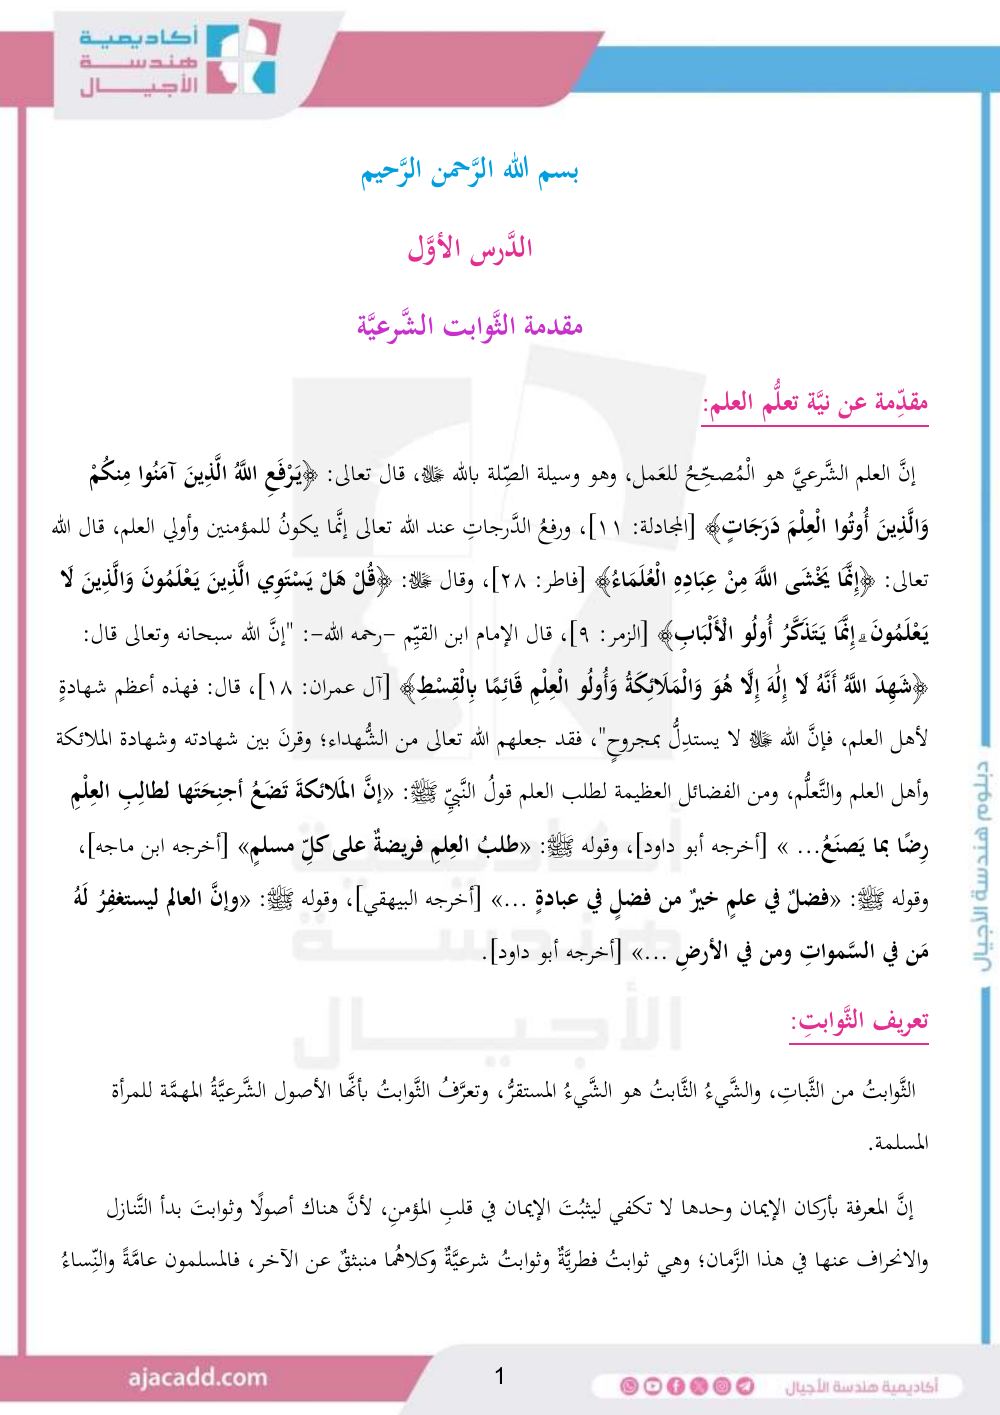 أكاديمية
هندسة
الأجيال
بسم الله الرَّحمن الرَّحيم
الدَّرس الأوَّل
مقدمة الثَّوابت الشَّرعيَّة
مقدِّمة عن نيَّة تعلُّم العلم:
إنَّ العلم الشَّرعيَّ هو الْمُصحِّحُ للعَمل، وهو وسيلة الصِّلة بالله ﷻ، قال تعالى: ﴿يَرْفَعِ اللَّهُ الَّذِينَ آمَنُوا مِنكُمْ
وَالَّذِينَ أُوتُوا الْعِلْمَ دَرَجَاتٍ﴾ [المجادلة: ١١]، ورفعُ الدَّرجاتِ عند الله تعالى إنَّما يكونُ للمؤمنين وأولي العلم، قال الله
تعالى: ﴿إِنَّمَا يَخْشَى اللَّهَ مِنْ عِبَادِهِ الْعُلَمَاءُ﴾ [فاطر: ٢٨]، وقال ﷻ: ﴿قُلْ هَلْ يَسْتَوِي الَّذِينَ يَعْلَمُونَ وَالَّذِينَ لَا
يَعْلَمُونَ ۗ إِنَّمَا يَتَذَكَّرُ أُولُو الْأَلْبَابِ﴾ [الزمر: ٩]، قال الإمام ابن القيِّم -رحمه الله-: "إنَّ الله سبحانه وتعالى قال:
﴿شَهِدَ اللَّهُ أَنَّهُ لَا إِلَٰهَ إِلَّا هُوَ وَالْمَلَائِكَةُ وَأُولُو الْعِلْمِ قَائِمًا بِالْقِسْطِ﴾ [آل عمران: ١٨]، قال: فهذه أعظم شهادةٍ
لأهل العلم، فإنَّ الله ﷻ لا يستدِلُّ بمجروحٍ"، فقد جعلهم الله تعالى من الشُّهداء؛ وقرنَ بين شهادته وشهادة الملائكة
وأهل العلم والتَّعلُّم، ومن الفضائل العظيمة لطلب العلم قولُ النَّبيِّ ﷺ: «إنَّ المَلائكةَ تَضَعُ أجنِحَتَها لطالِبِ العِلْمِ
رِضًا بما يَصنَعُ... » [أخرجه أبو داود]، وقوله ﷺ: «طلبُ العِلمِ فريضةٌ على كلِّ مسلمٍ» [أخرجه ابن ماجه]،
وقوله ﷺ: «فضلٌ في علمٍ خيرٌ من فضلٍ في عبادةٍ ...» [أخرجه البيهقي]، وقوله ﷺ: «وإنَّ العالم ليستغفِرُ لَهُ
مَن في السَّمواتِ ومن في الأرضِ ...» [أخرجه أبو داود].
تعريف الثَّوابتِ:
الثَّوابتُ من الثَّباتِ، والشَّيءُ الثَّابتُ هو الشَّيءُ المستقرُّ، وتعرَّفُ الثَّوابتُ بأنَّها الأصول الشَّرعيَّةُ المهمَّة للمرأة
المسلمة.
إنَّ المعرفة بأركان الإيمان وحدها لا تكفي ليثبُتَ الإيمان في قلبِ المؤمنِ، لأنَّ هناك أصولًا وثوابتَ بدأ التَّنازل
والانحراف عنها في هذا الزَّمان؛ وهي ثوابتُ فطريَّةٌ وثوابتُ شرعيَّةٌ وكلاهُما منبثقٌ عن الآخر، فالمسلمون عامَّةً والنِّساءُ
دبلوم هندسة الأجيال
أكاديمية
هندسة
الأجيال
ajacadd.com
1
أكاديمية هندسة الأجيال